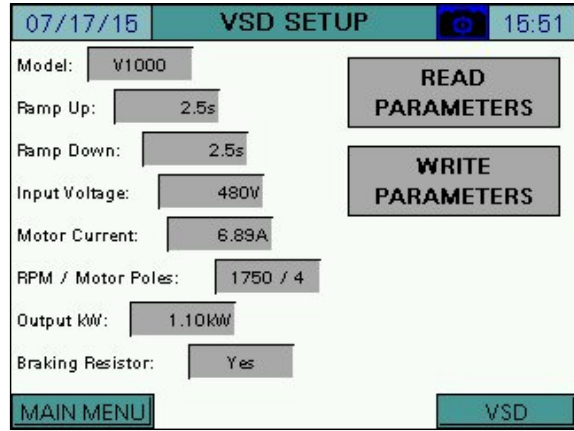 07/17/15 VSD SETUP 15:51
Model: V1000
READ
PARAMETERS
Ramp Up: 2.5s
Ramp Down: 2.5s
WRITE
PARAMETERS
Input Voltage: 480V
Motor Current: 6.89A
RPM / Motor Poles: 1750 / 4
Output kW: 1.10kW
Braking Resistor: Yes
MAIN MENU VSD